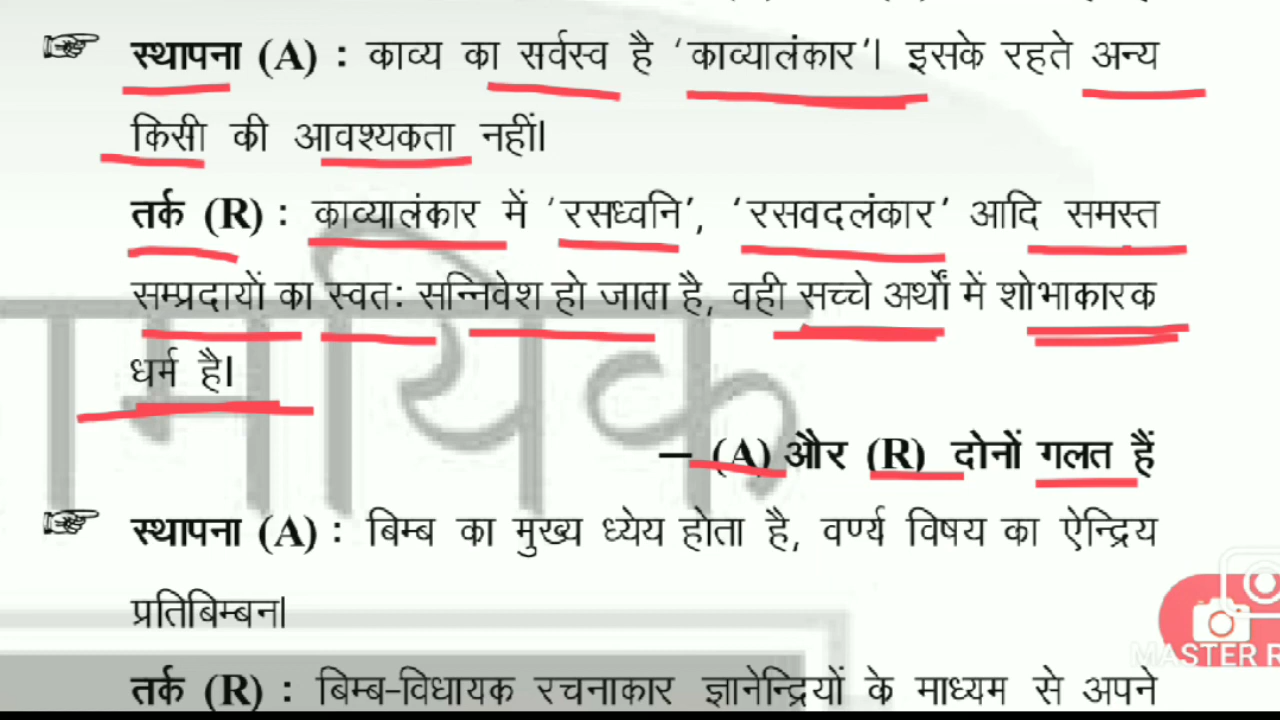 स्थापना (A) : काव्य का सर्वस्व है ‘काव्यालंकार’। इसके रहते अन्य
किसी की आवश्यकता नहीं।
तर्क (R) : काव्यालंकार में ‘रसध्वनि’, ‘रसवदलंकार’ आदि समस्त
सम्प्रदायों का स्वतः सन्निवेश हो जाता है, वही सच्चे अर्थों में शोभाकारक
धर्म है।
— (A) और (R) दोनों गलत हैं
स्थापना (A) : बिम्ब का मुख्य ध्येय होता है, वर्ण्य विषय का ऐन्द्रिय
प्रतिबिम्बन।
तर्क (R) : बिम्ब-विधायक रचनाकार ज्ञानेन्द्रियों के माध्यम से अपने
MASTER R